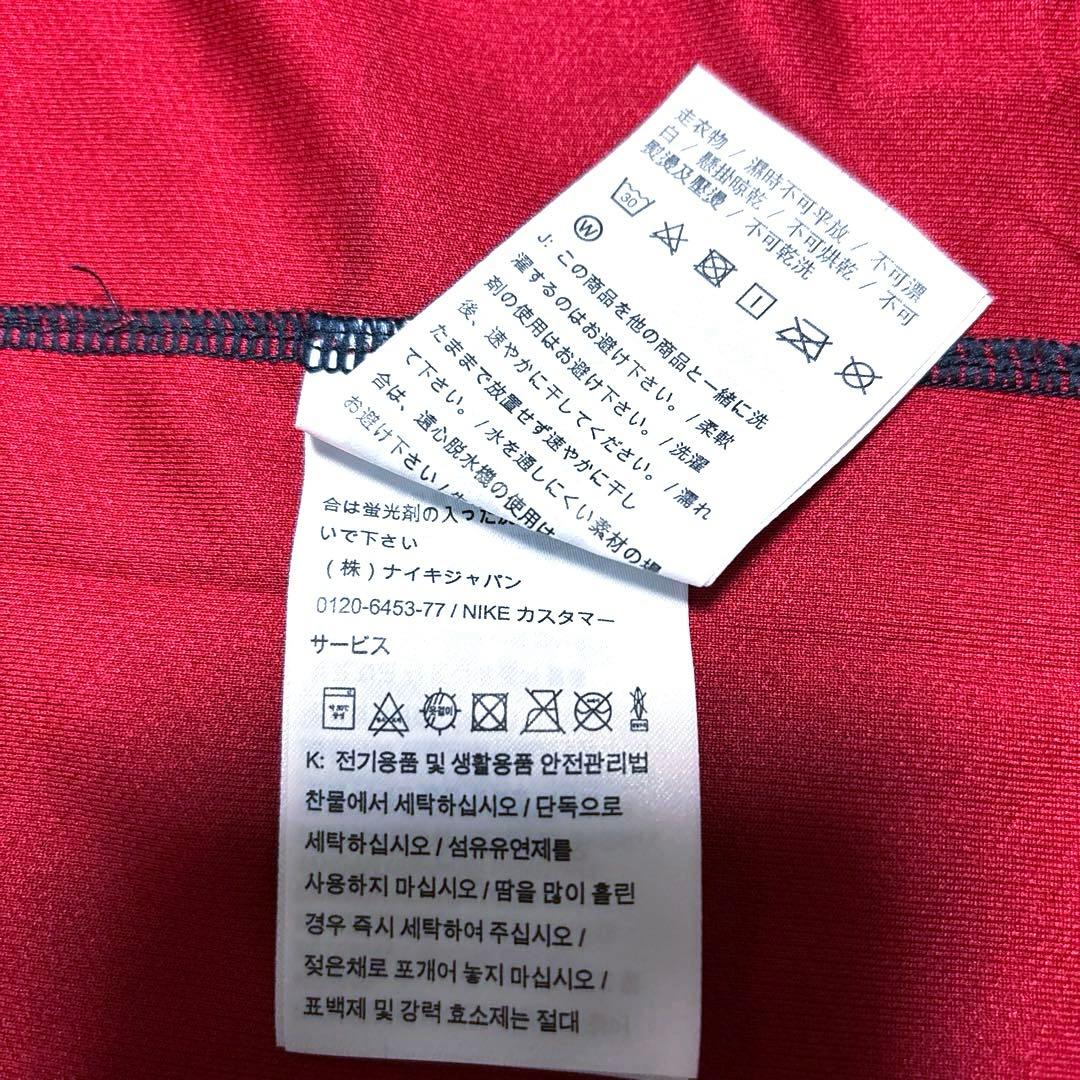 走衣物 / 濕時不可平放 / 不可漂
白 / 懸掛晾乾 / 不可烘乾 / 不可
熨燙及壓燙 / 不可乾洗
30
W
J: この商品を他の商品と一緒に洗
濯するのはお避け下さい。/ 柔軟
剤の使用はお避け下さい。/ 洗濯
後、速やかに干してください。/ 濡れ
たままで放置せず速やかに干し
て下さい。/ 水を通しにくい素材の場
合は、遠心脱水機の使用は
お避け下さい /
合は蛍光剤の入った
いで下さい
(株) ナイキジャパン
0120-6453-77 / NIKE カスタマー
サービス
약 30℃
중성
옷걸이
K: 전기용품 및 생활용품 안전관리법
찬물에서 세탁하십시오 / 단독으로
세탁하십시오 / 섬유유연제를
사용하지 마십시오 / 땀을 많이 흘린
경우 즉시 세탁하여 주십시오 /
젖은채로 포개어 놓지 마십시오 /
표백제 및 강력 효소제는 절대